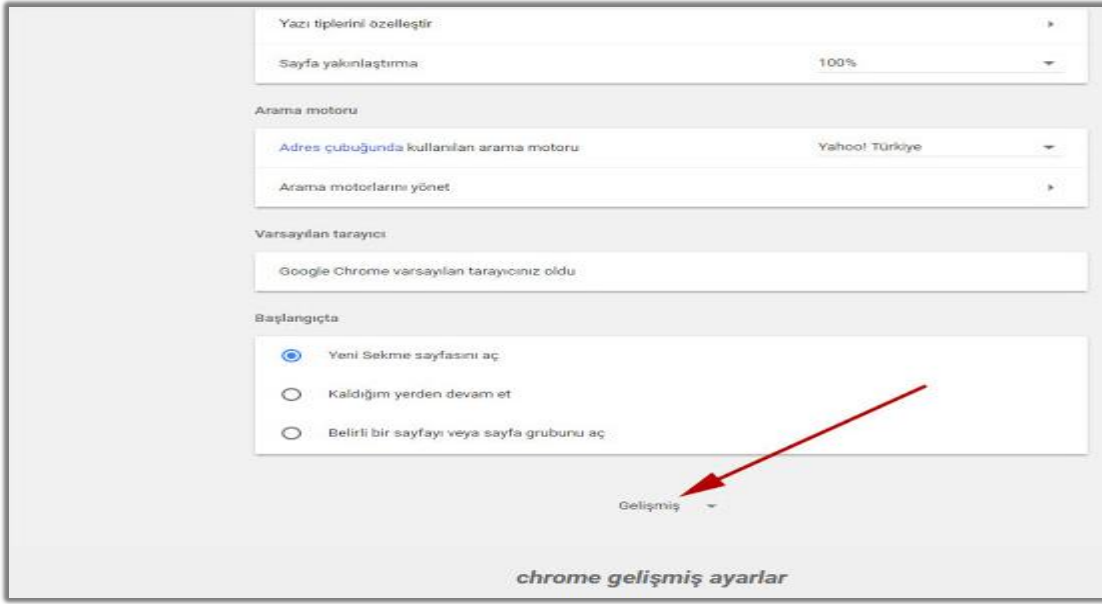 Yazı tiplerini özelleştir
Sayfa yakınlaştırma 100%
Arama motoru
Adres çubuğunda kullanılan arama motoru Yahoo! Türkiye
Arama motorlarını yönet
Varsayılan tarayıcı
Google Chrome varsayılan tarayıcınız oldu
Başlangıçta
Yeni Sekme sayfasını aç
Kaldığım yerden devam et
Belirli bir sayfayı veya sayfa grubunu aç
Gelişmiş
chrome gelişmiş ayarlar